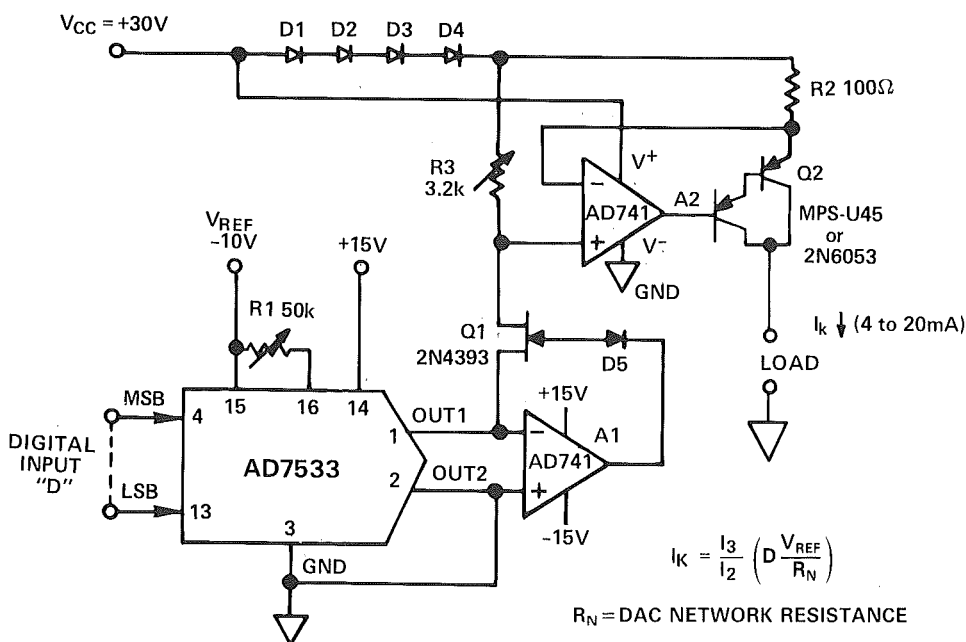 VCC = +30V
D1
D2
D3
D4
R2 100Ω
R3
3.2k
V+
−
AD741
+
V−
GND
A2
Q2
MPS-U45
or
2N6053
VREF
−10V
+15V
R1 50k
Q1
2N4393
D5
Ik ↓ (4 to 20mA)
LOAD
15
16
14
MSB
4
DIGITAL
INPUT
"D"
LSB
13
AD7533
1
OUT1
2
OUT2
3
GND
+15V
−
AD741
+
A1
−15V
IK = I3/I2 (D VREF/RN)
RN = DAC NETWORK RESISTANCE